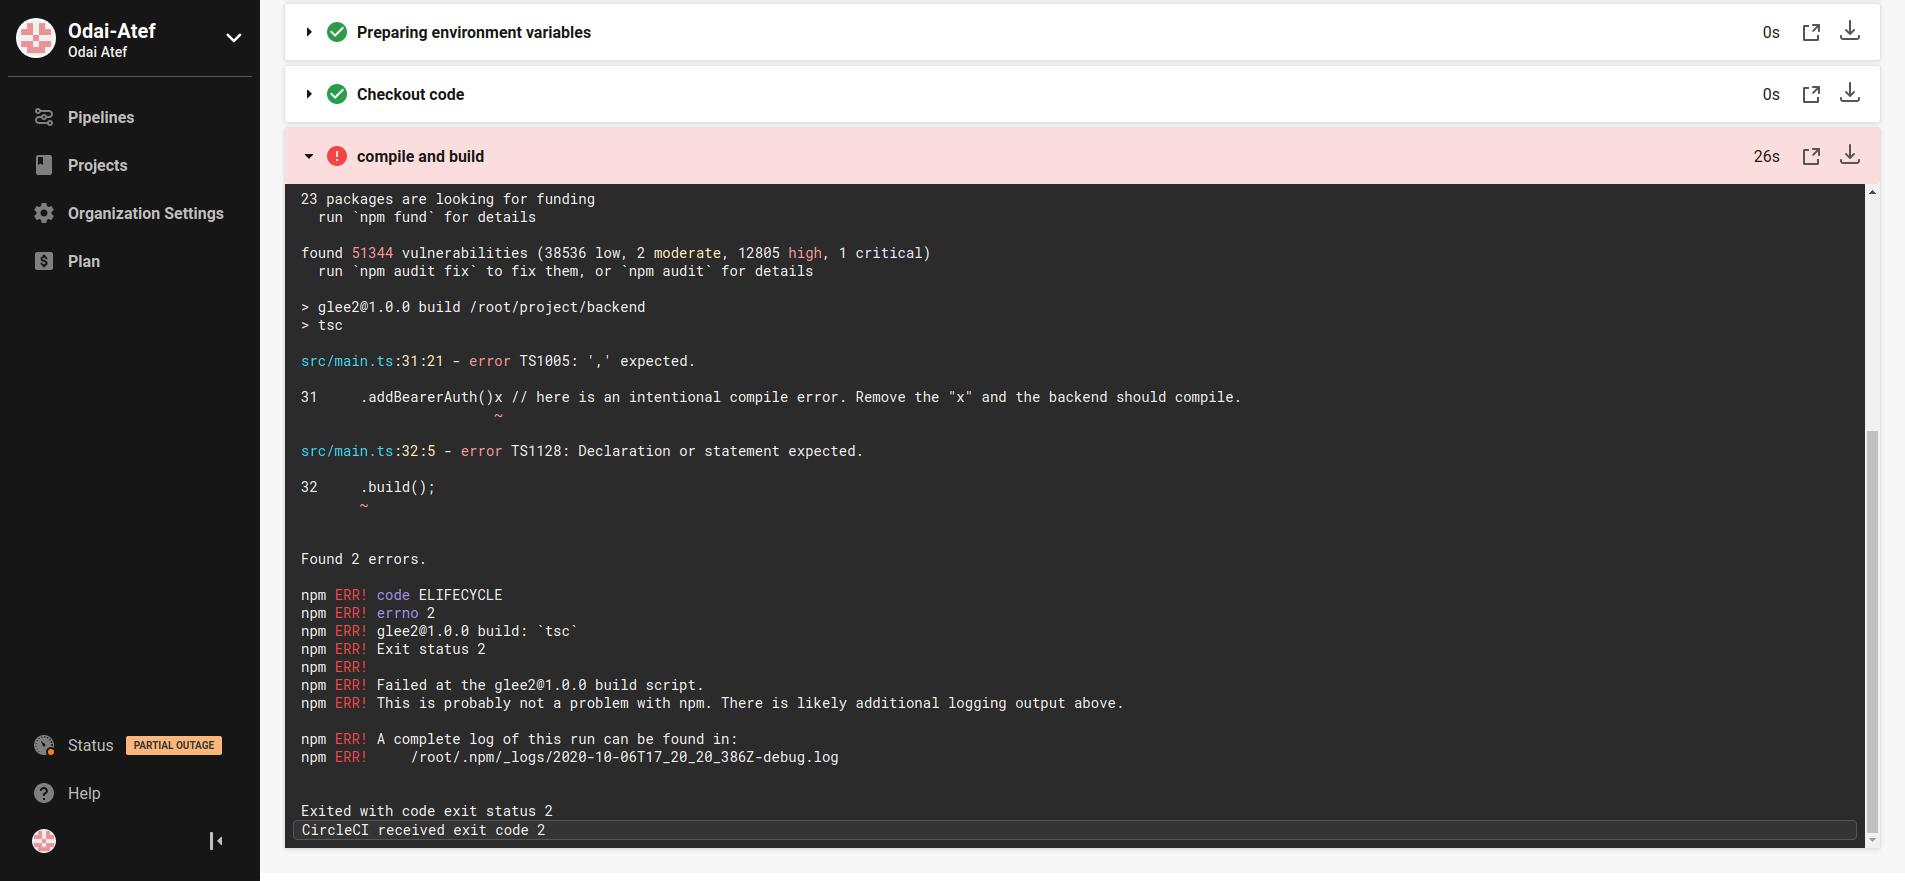 Odai-Atef
Odai Atef
Pipelines
Projects
Organization Settings
Plan
Status PARTIAL OUTAGE
Help
Preparing environment variables 0s
Checkout code 0s
compile and build 26s
23 packages are looking for funding
run `npm fund` for details
found 51344 vulnerabilities (38536 low, 2 moderate, 12805 high, 1 critical)
run `npm audit fix` to fix them, or `npm audit` for details
> glee2@1.0.0 build /root/project/backend
> tsc
src/main.ts:31:21 - error TS1005: ',' expected.
31 .addBearerAuth()x // here is an intentional compile error. Remove the "x" and the backend should compile.
~
src/main.ts:32:5 - error TS1128: Declaration or statement expected.
32 .build();
~
Found 2 errors.
npm ERR! code ELIFECYCLE
npm ERR! errno 2
npm ERR! glee2@1.0.0 build: `tsc`
npm ERR! Exit status 2
npm ERR!
npm ERR! Failed at the glee2@1.0.0 build script.
npm ERR! This is probably not a problem with npm. There is likely additional logging output above.
npm ERR! A complete log of this run can be found in:
npm ERR! /root/.npm/_logs/2020-10-06T17_20_20_386Z-debug.log
Exited with code exit status 2
CircleCI received exit code 2